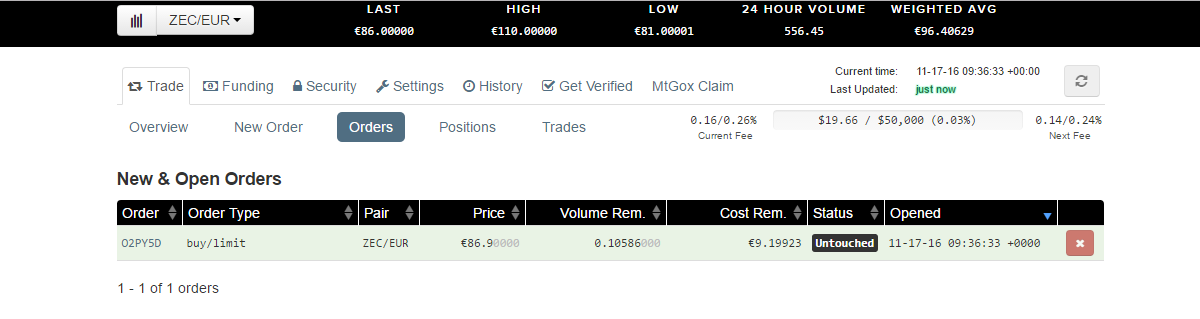 ZEC/EUR
LAST HIGH LOW 24 HOUR VOLUME WEIGHTED AVG
€86.00000 €110.00000 €81.00001 556.45 €96.40629
Trade Funding Security Settings History Get Verified MtGox Claim
Current time: 11-17-16 09:36:33 +00:00
Last Updated: just now
Overview New Order Orders Positions Trades
0.16/0.26% $19.66 / $50,000 (0.03%) 0.14/0.24%
Current Fee Next Fee
New & Open Orders
Order Order Type Pair Price Volume Rem. Cost Rem. Status Opened
O2PY5D buy/limit ZEC/EUR €86.90000 0.10586000 €9.19923 Untouched 11-17-16 09:36:33 +0000
1 - 1 of 1 orders